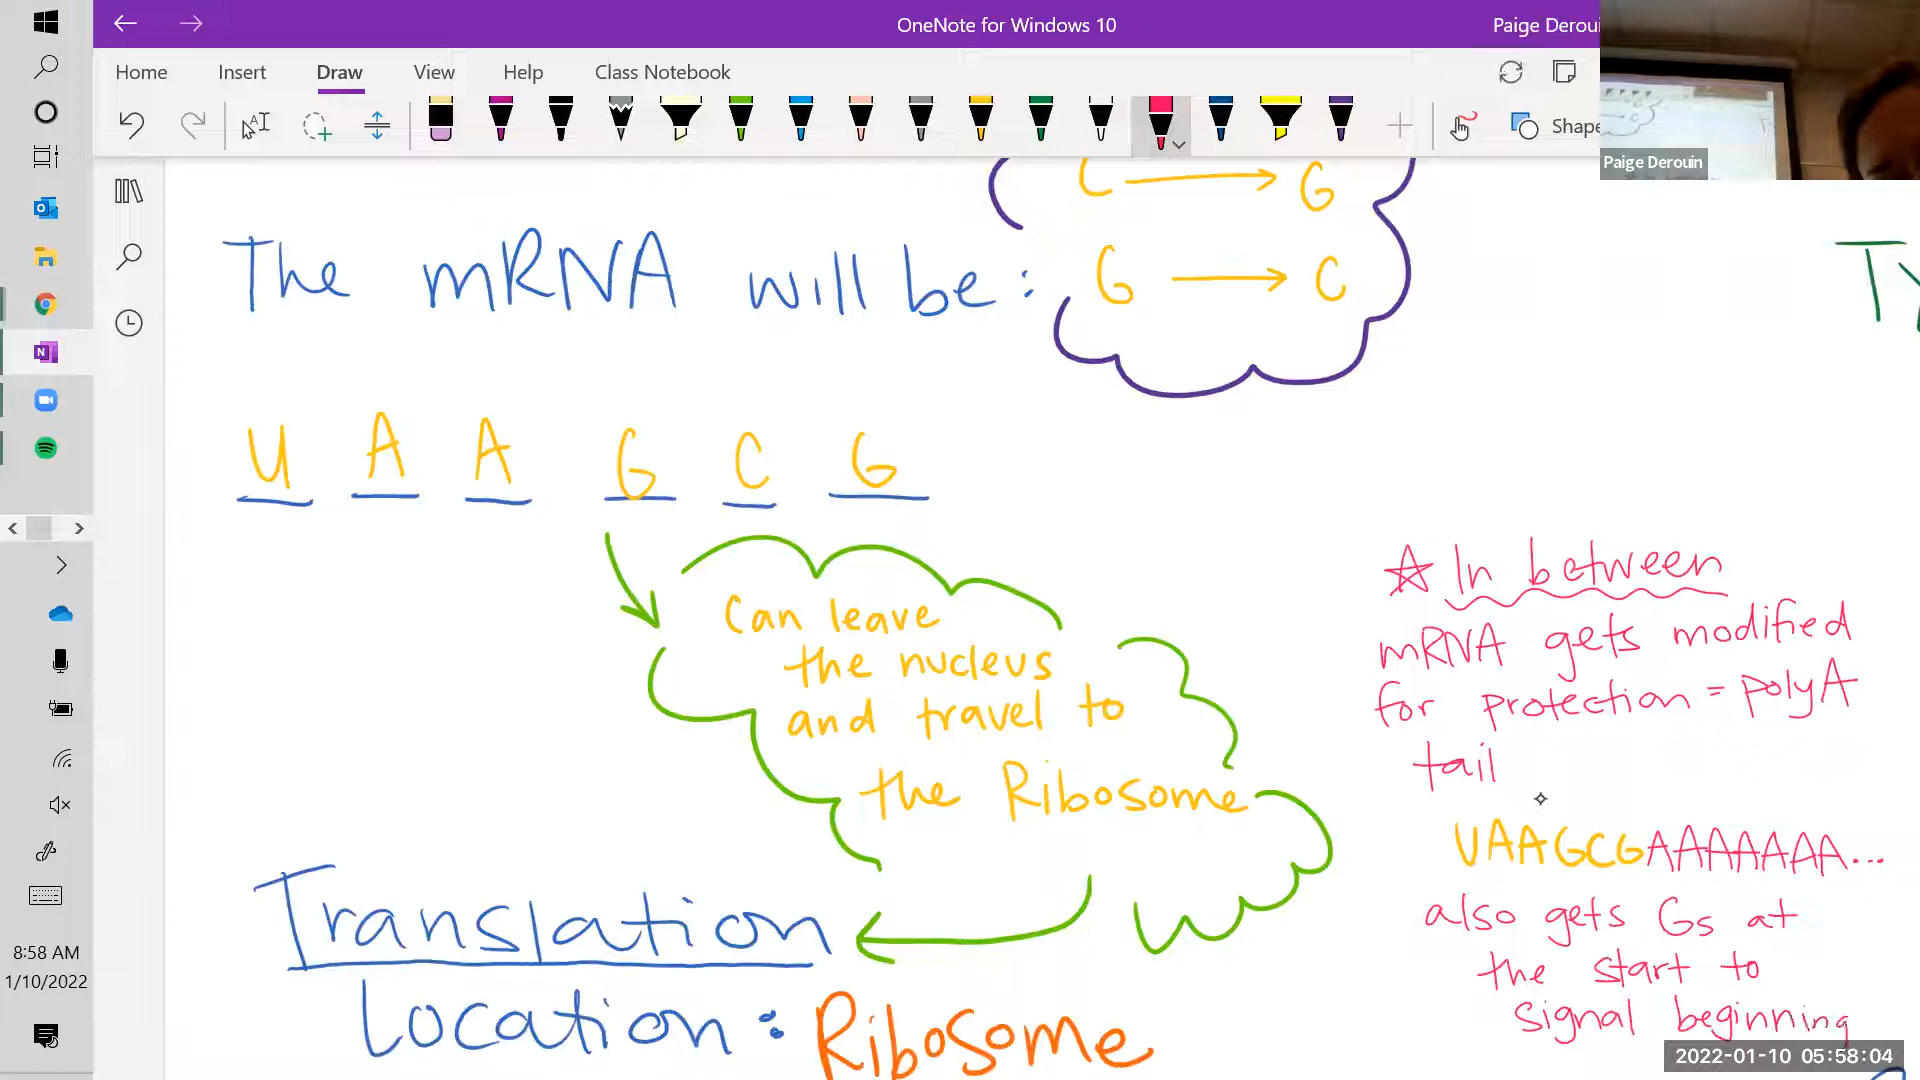 OneNote for Windows 10
Paige Deroui
Home Insert Draw View Help Class Notebook
Shape
Paige Derouin
C → G
The mRNA will be:
G → C
Ty
U A A G C G
Can leave
the nucleus
and travel to
the Ribosome
☆ In between
mRNA gets modified
for protection = polyA
tail
UAAGCGAAAAAAA...
also gets Gs at
the start to
signal beginning
Translation
Location: Ribosome
8:58 AM
1/10/2022
2022-01-10 05:58:04